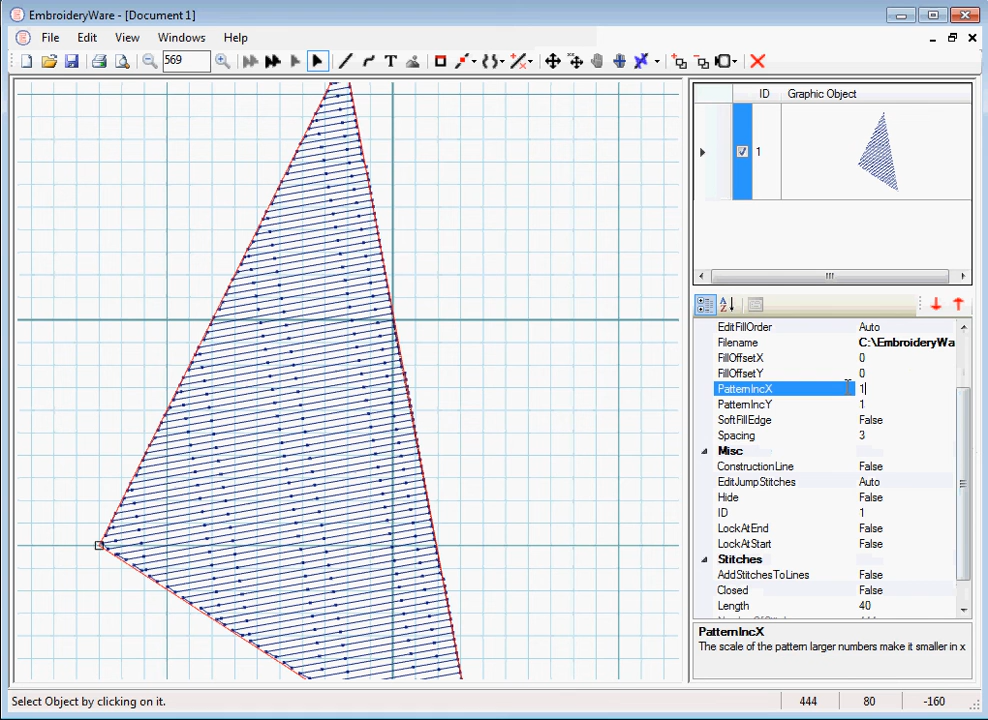 EmbroideryWare - [Document 1]
File Edit View Windows Help
569
ID Graphic Object
1
EditFillOrder Auto
Filename C:\EmbroideryWa
FillOffsetX 0
FillOffsetY 0
PatternIncX 1
PatternIncY 1
SoftFillEdge False
Spacing 3
Misc
ConstructionLine False
EditJumpStitches Auto
Hide False
ID 1
LockAtEnd False
LockAtStart False
Stitches
AddStitchesToLines False
Closed False
Length 40
PatternIncX
The scale of the pattern larger numbers make it smaller in x
Select Object by clicking on it. 444 80 -160